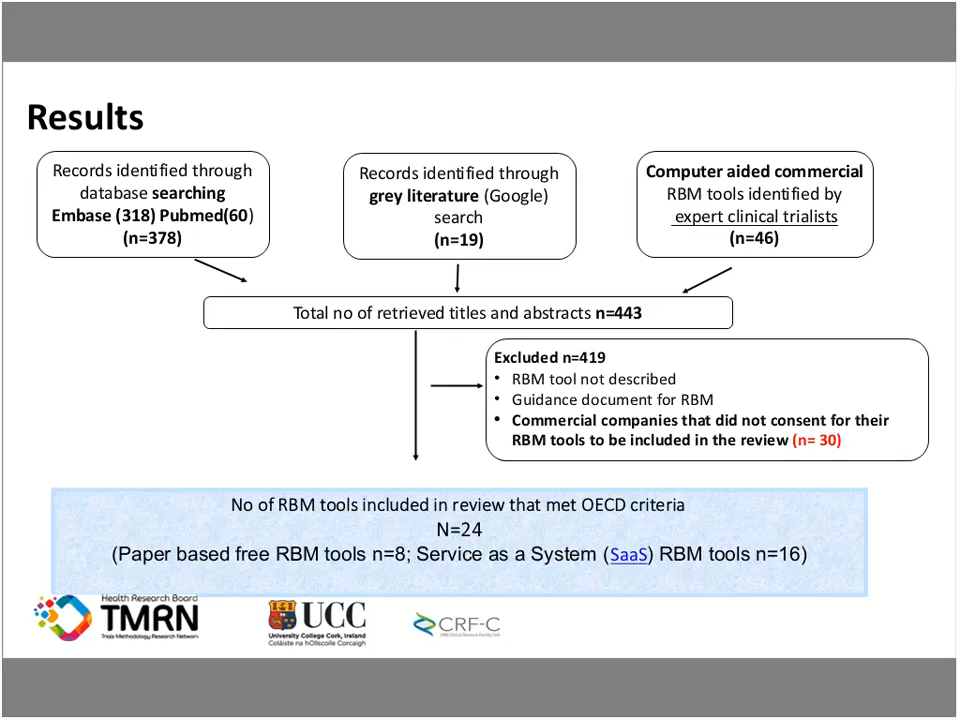 Results
Records identified through
database searching
Embase (318) Pubmed(60)
(n=378)
Records identified through
grey literature (Google)
search
(n=19)
Computer aided commercial
RBM tools identified by
expert clinical trialists
(n=46)
Total no of retrieved titles and abstracts n=443
Excluded n=419
• RBM tool not described
• Guidance document for RBM
• Commercial companies that did not consent for their
RBM tools to be included in the review (n= 30)
No of RBM tools included in review that met OECD criteria
N=24
(Paper based free RBM tools n=8; Service as a System (SaaS) RBM tools n=16)
Health Research Board
TMRN
Trials Methodology Research Network
UCC
University College Cork, Ireland
Coláiste na hOllscoile Corcaigh
CRF-C
HRB Clinical Research Facility Cork